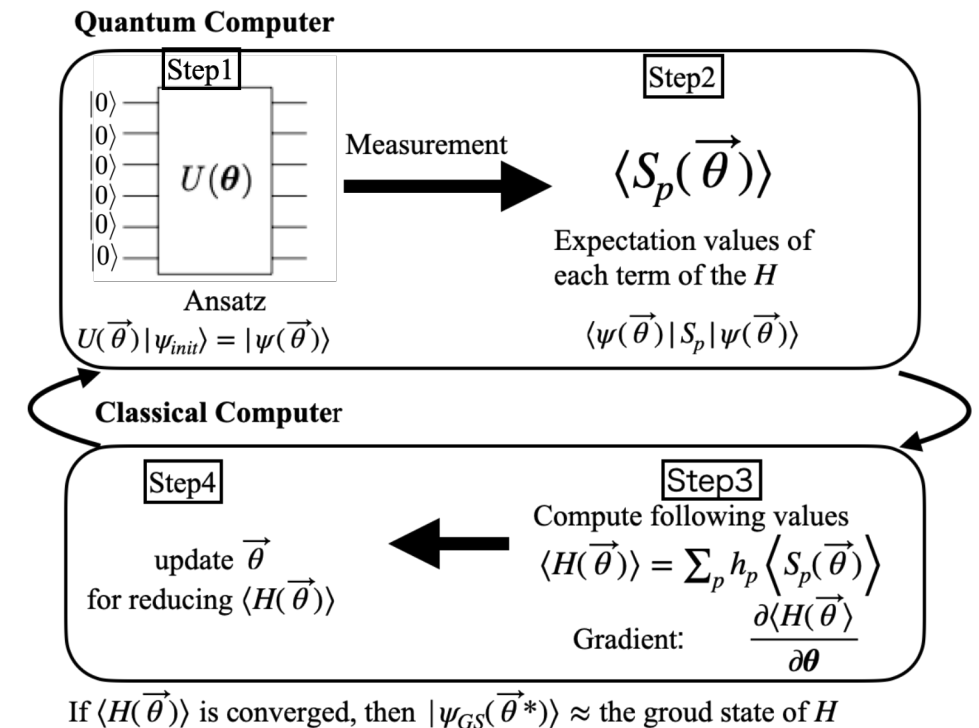 Quantum Computer
Step1
|0⟩
|0⟩
|0⟩
|0⟩
|0⟩
|0⟩
U(θ)
Ansatz
U(θ⃗)|ψ_init⟩ = |ψ(θ⃗)⟩
Measurement
Step2
⟨S_p(θ⃗)⟩
Expectation values of
each term of the H
⟨ψ(θ⃗)|S_p|ψ(θ⃗)⟩
Classical Computer
Step3
Compute following values
⟨H(θ⃗)⟩ = ∑_p h_p ⟨S_p(θ⃗)⟩
Gradient: ∂⟨H(θ⃗⟩ / ∂θ
Step4
update θ⃗
for reducing ⟨H(θ⃗)⟩
If ⟨H(θ⃗)⟩ is converged, then |ψ_GS(θ⃗*)⟩ ≈ the groud state of H